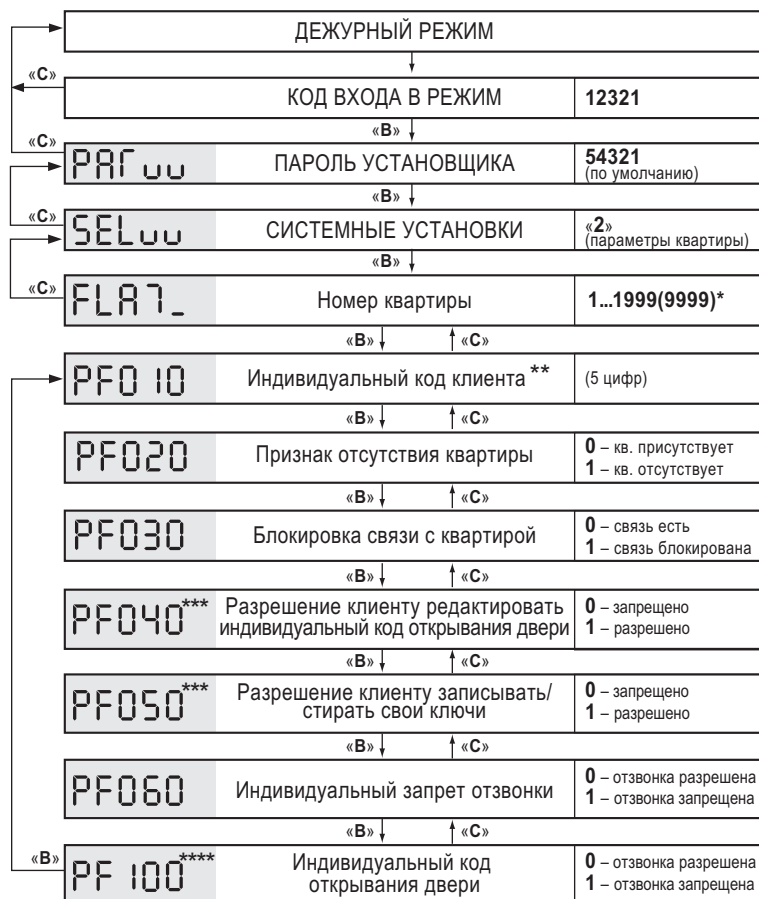 ДЕЖУРНЫЙ РЕЖИМ
«С»
КОД ВХОДА В РЕЖИМ 12321
«В»
«С»
PAГuu ПАРОЛЬ УСТАНОВЩИКА 54321
(по умолчанию)
«В»
«С»
SELuu СИСТЕМНЫЕ УСТАНОВКИ «2»
(параметры квартиры)
«В»
«С»
FLAT_ Номер квартиры 1...1999(9999)*
«В» «С»
PF010 Индивидуальный код клиента ** (5 цифр)
«В» «С»
PF020 Признак отсутствия квартиры 0 – кв. присутствует
1 – кв. отсутствует
«В» «С»
PF030 Блокировка связи с квартирой 0 – связь есть
1 – связь блокирована
«В» «С»
PF040*** Разрешение клиенту редактировать 0 – запрещено
индивидуальный код открывания двери 1 – разрешено
«В» «С»
PF050*** Разрешение клиенту записывать/ 0 – запрещено
стирать свои ключи 1 – разрешено
«В» «С»
PF060 Индивидуальный запрет отзвонки 0 – отзвонка разрешена
1 – отзвонка запрещена
«В» «С»
«В»
PF 100**** Индивидуальный код 0 – отзвонка разрешена
открывания двери 1 – отзвонка запрещена